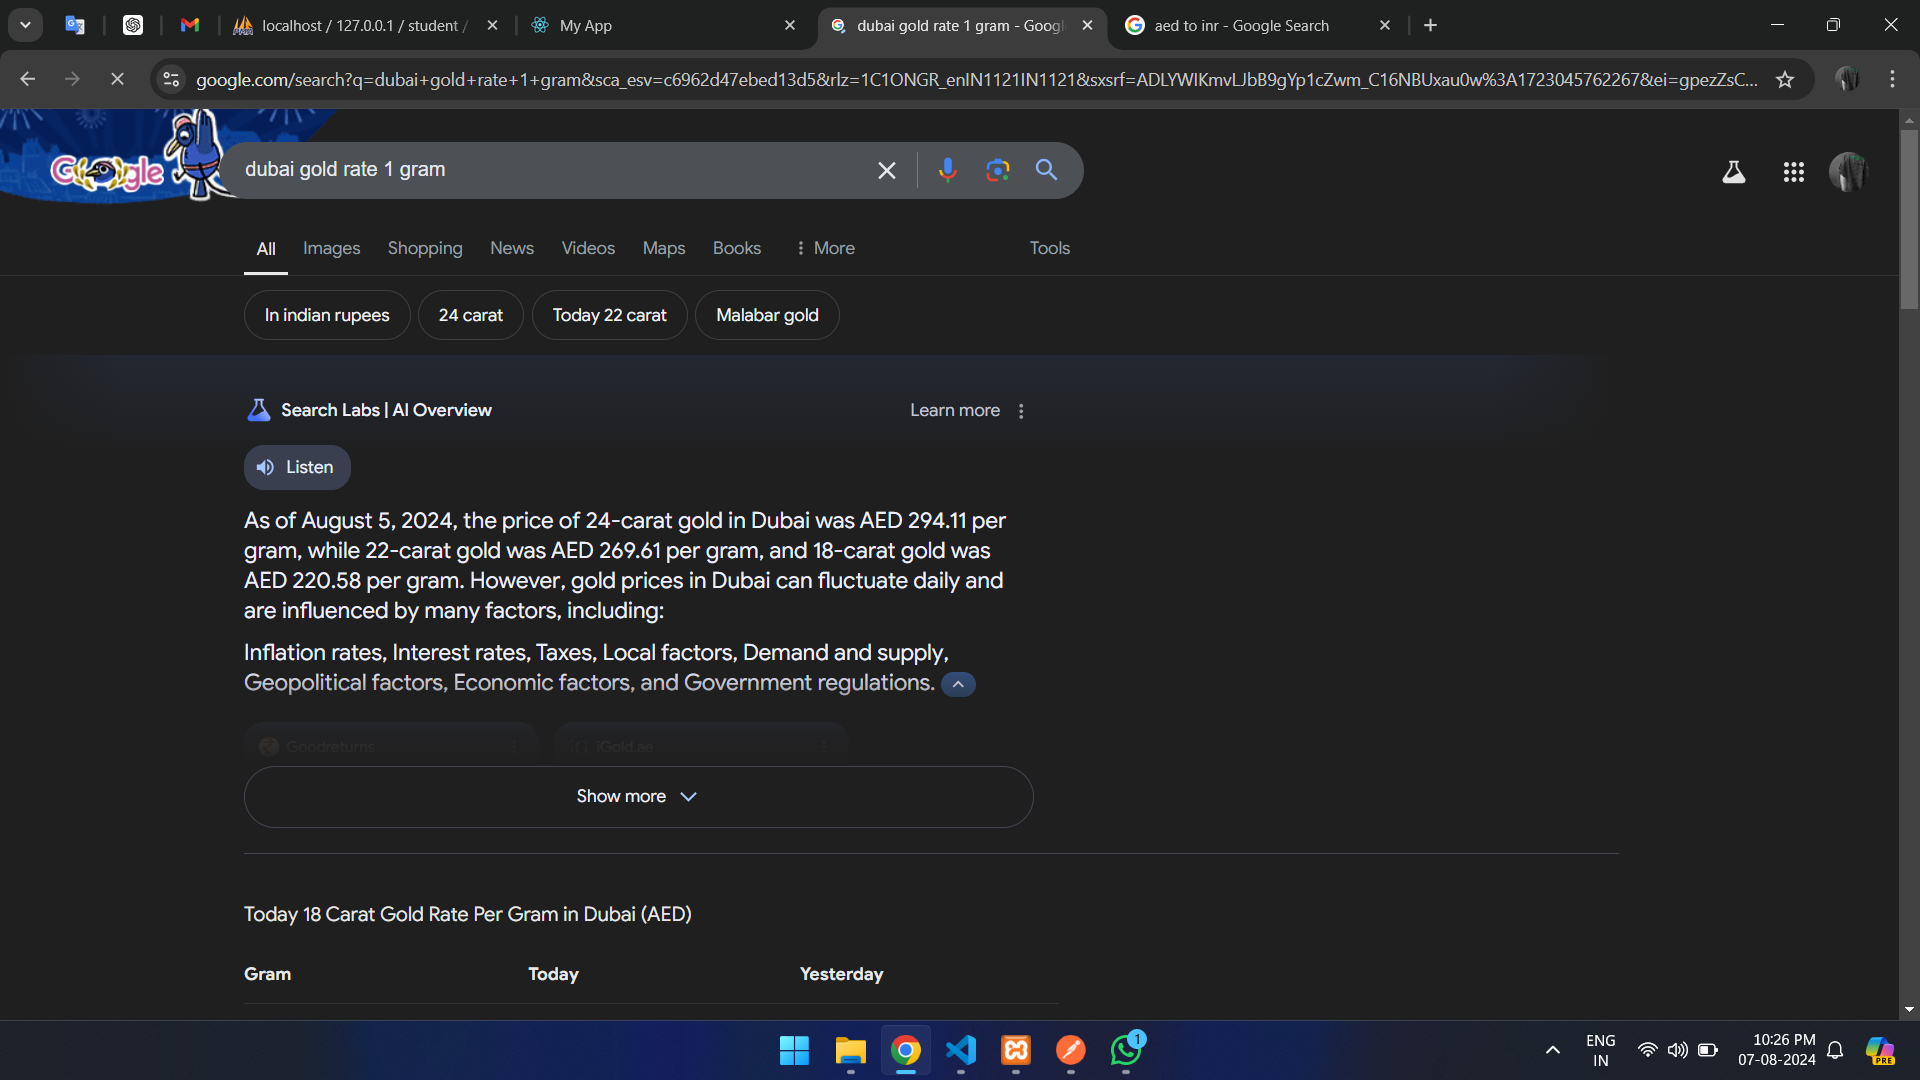 localhost / 127.0.0.1 / student /
My App
dubai gold rate 1 gram - Googl
aed to inr - Google Search
google.com/search?q=dubai+gold+rate+1+gram&sca_esv=c6962d47ebed13d5&rlz=1C1ONGR_enIN1121IN1121&sxsrf=ADLYWIKmvLJbB9gYp1cZwm_C16NBUxau0w%3A1723045762267&ei=gpezZsC...
Google
dubai gold rate 1 gram
All
Images
Shopping
News
Videos
Maps
Books
More
Tools
In indian rupees
24 carat
Today 22 carat
Malabar gold
Search Labs | AI Overview
Learn more
Listen
As of August 5, 2024, the price of 24-carat gold in Dubai was AED 294.11 per
gram, while 22-carat gold was AED 269.61 per gram, and 18-carat gold was
AED 220.58 per gram. However, gold prices in Dubai can fluctuate daily and
are influenced by many factors, including:
Inflation rates, Interest rates, Taxes, Local factors, Demand and supply,
Geopolitical factors, Economic factors, and Government regulations.
Goodreturns
iGold.ae
Show more
Today 18 Carat Gold Rate Per Gram in Dubai (AED)
Gram
Today
Yesterday
1
ENG
IN
10:26 PM
07-08-2024
PRE